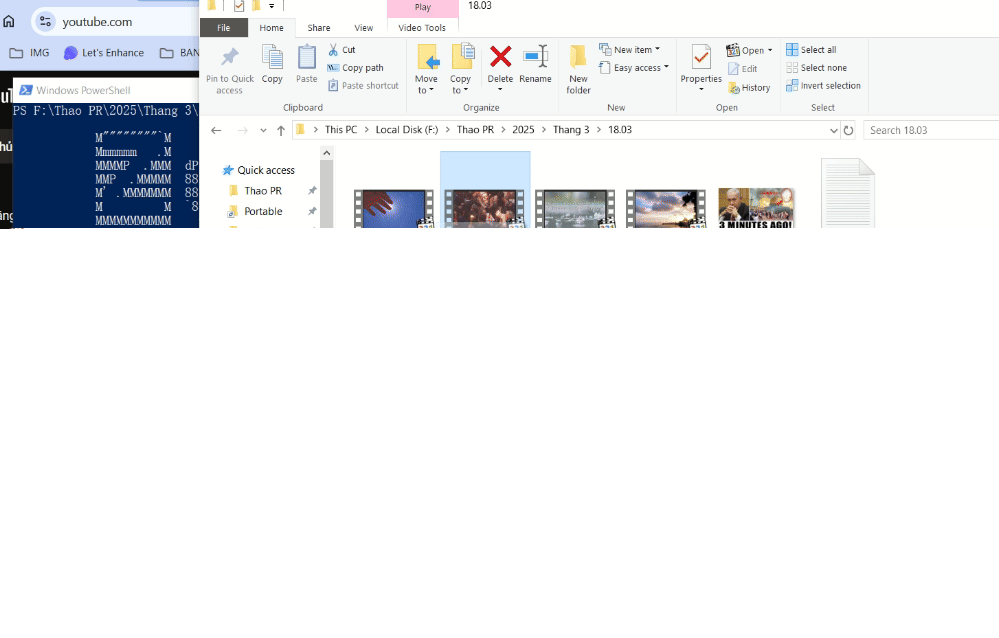 youtube.com
IMG
Let's Enhance
BAN
Windows PowerShell
PS F:\Thao PR\2025\Thang 3\
M""""""""`M
Mmmmmm   .M
MMMMP  .MMM  dP
MMP  .MMMMM  88
M' .MMMMMMM  88
M         M  `8
MMMMMMMMMMM
Play
18.03
File
Home
Share
View
Video Tools
Pin to Quick access
Copy
Paste
Cut
Copy path
Paste shortcut
Clipboard
Move to
Copy to
Delete
Rename
Organize
New folder
New item
Easy access
New
Properties
Open
Edit
History
Open
Select all
Select none
Invert selection
Select
This PC > Local Disk (F:) > Thao PR > 2025 > Thang 3 > 18.03
Search 18.03
Quick access
Thao PR
Portable
3 MINUTES AGO!